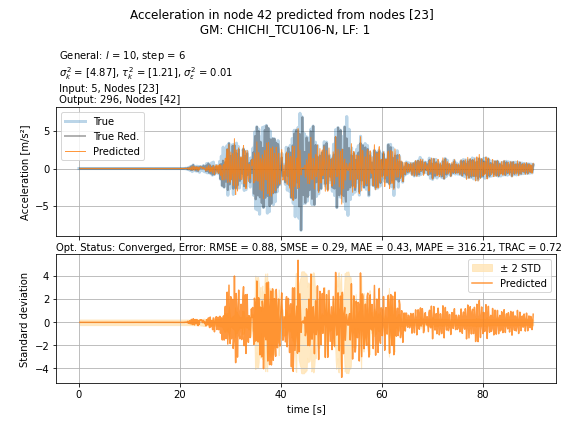 Acceleration in node 42 predicted from nodes [23]
GM: CHICHI_TCU106-N, LF: 1
General: l = 10, step = 6
σ²ₖ = [4.87], τ²ₖ = [1.21], σ²ε = 0.01
Input: 5, Nodes [23]
Output: 296, Nodes [42]
True
True Red.
Predicted
Acceleration [m/s²]
5
0
−5
Opt. Status: Converged, Error: RMSE = 0.88, SMSE = 0.29, MAE = 0.43, MAPE = 316.21, TRAC = 0.72
± 2 STD
Predicted
Standard deviation
4
2
0
−2
−4
0 20 40 60 80
time [s]